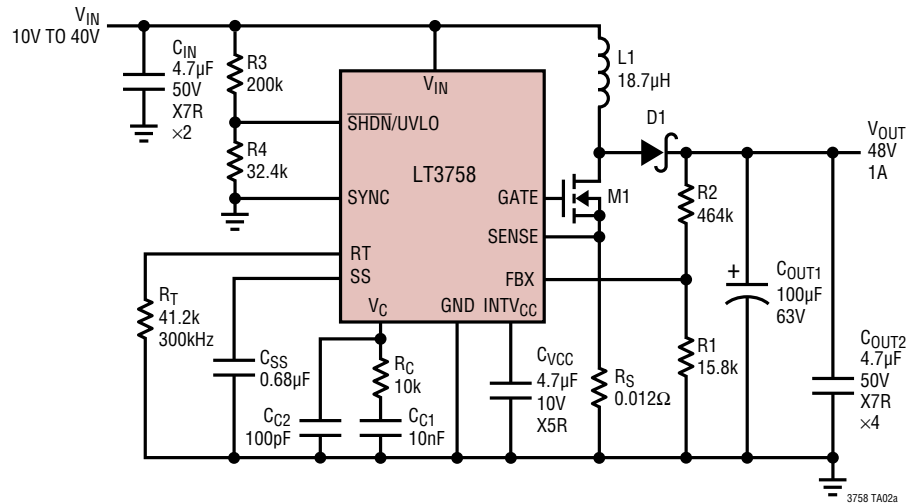 VIN
10V TO 40V
CIN
4.7µF
50V
X7R
×2
R3
200k
R4
32.4k
VIN
SHDN/UVLO
LT3758
SYNC
GATE
SENSE
RT
SS
FBX
VC
GND
INTVCC
L1
18.7µH
D1
M1
VOUT
48V
1A
R2
464k
COUT1
+
100µF
63V
R1
15.8k
COUT2
4.7µF
50V
X7R
×4
RT
41.2k
300kHz
CSS
0.68µF
RC
10k
CC2
100pF
CC1
10nF
CVCC
4.7µF
10V
X5R
RS
0.012Ω
3758 TA02a